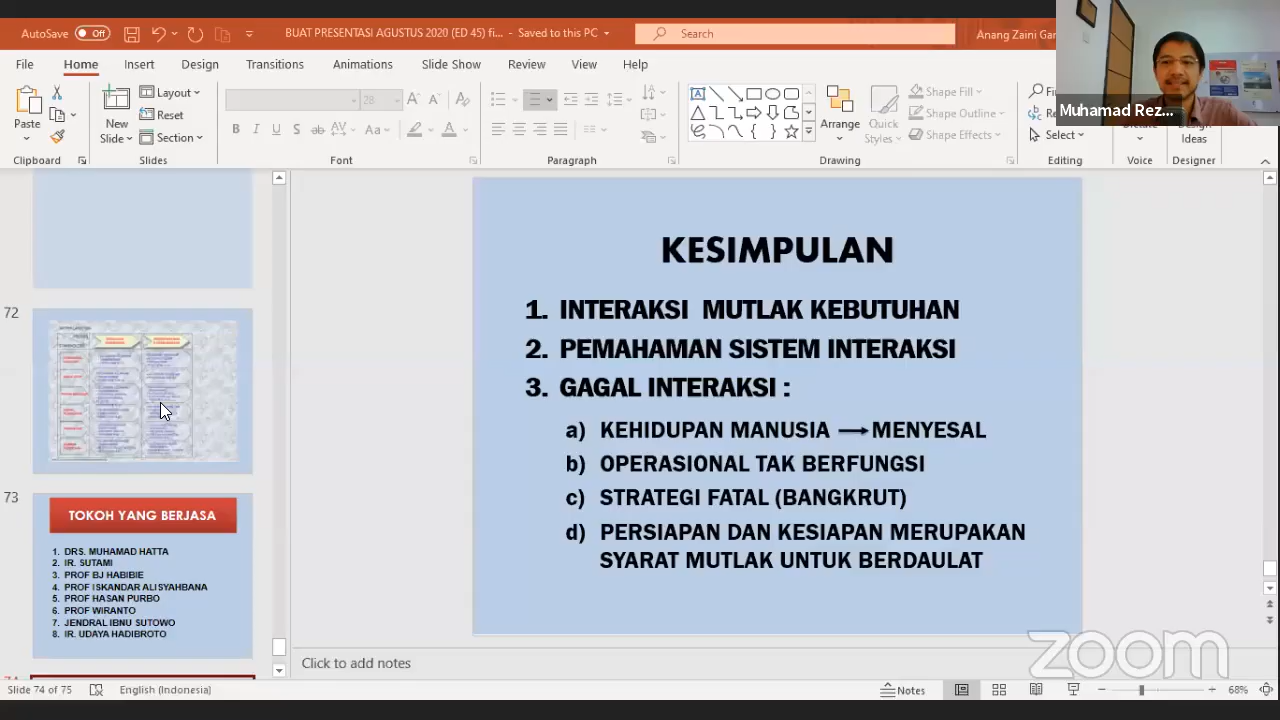 AutoSave Off
BUAT PRESENTASI AGUSTUS 2020 (ED 45) fi... - Saved to this PC
Search
Anang Zaini Gan
File Home Insert Design Transitions Animations Slide Show Review View Help
Paste
Clipboard
New Slide
Layout
Reset
Section
Slides
28
B I U S ab AV Aa A
Font
Paragraph
Arrange
Quick Styles
Shape Fill
Shape Outline
Shape Effects
Drawing
Select
Editing
Voice
Design Ideas
Designer
Muhamad Rez...
72
73
TOKOH YANG BERJASA
1. DRS. MUHAMAD HATTA
2. IR. SUTAMI
3. PROF BJ HABIBIE
4. PROF ISKANDAR ALISYAHBANA
5. PROF HASAN PURBO
6. PROF WIRANTO
7. JENDRAL IBNU SUTOWO
8. IR. UDAYA HADIBROTO
KESIMPULAN
1. INTERAKSI MUTLAK KEBUTUHAN
2. PEMAHAMAN SISTEM INTERAKSI
3. GAGAL INTERAKSI :
a) KEHIDUPAN MANUSIA → MENYESAL
b) OPERASIONAL TAK BERFUNGSI
c) STRATEGI FATAL (BANGKRUT)
d) PERSIAPAN DAN KESIAPAN MERUPAKAN
SYARAT MUTLAK UNTUK BERDAULAT
Click to add notes
zoom
Slide 74 of 75
English (Indonesia)
Notes
68%